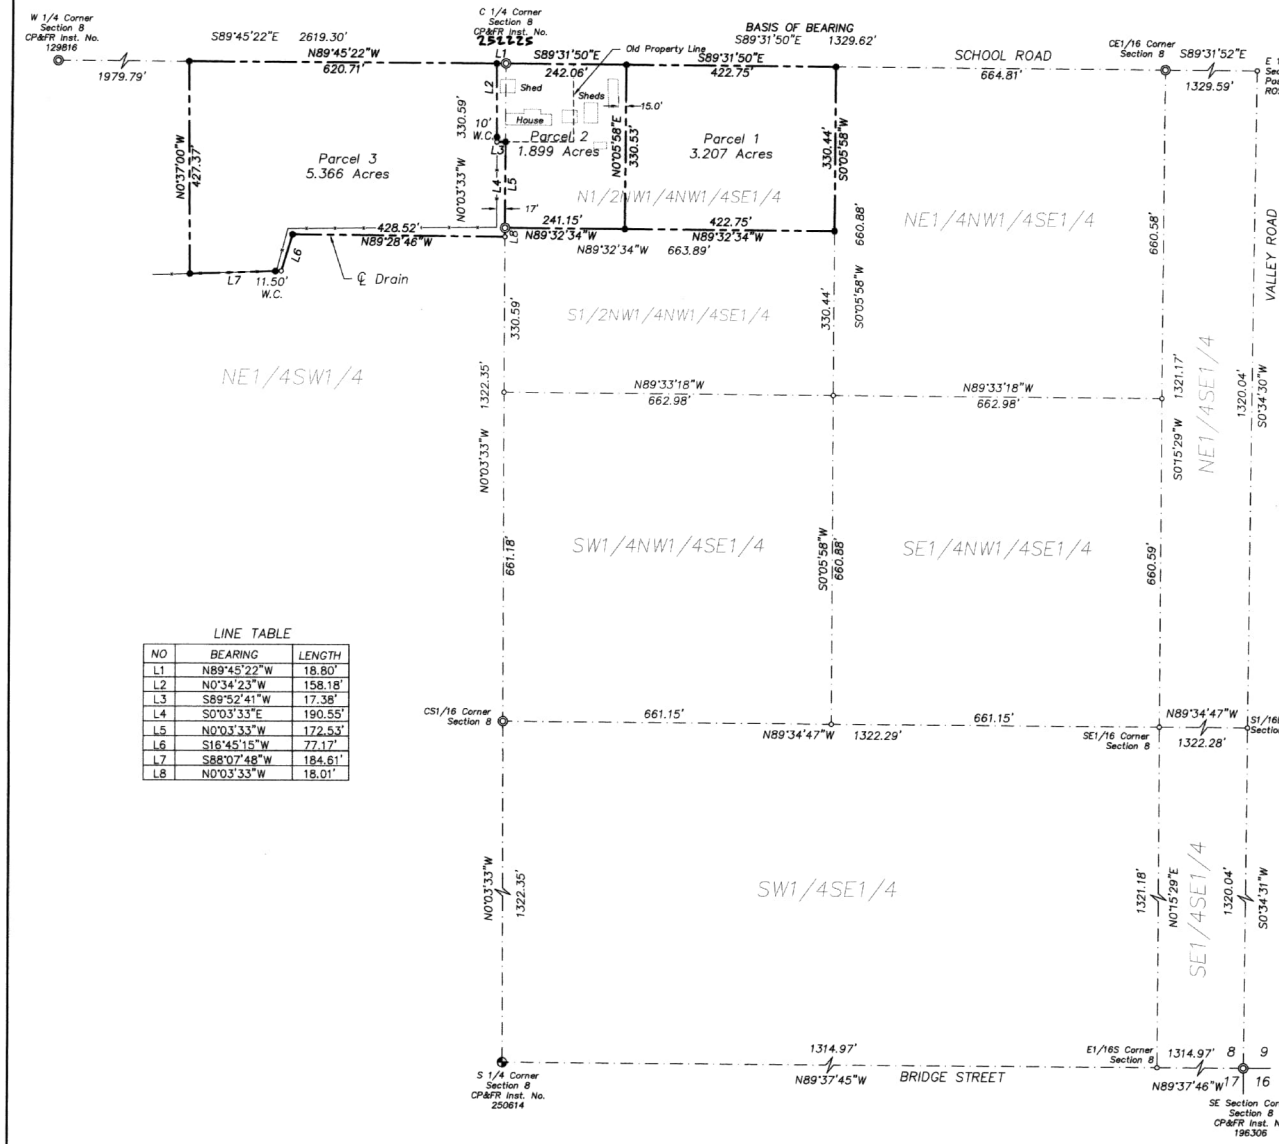 W 1/4 Corner
Section 8
CP&FR Inst. No.
129816
S89°45'22"E 2619.30'
N89°45'22"W
1979.79'
620.71'
C 1/4 Corner
Section 8
CP&FR Inst. No.
252225
L1
S89°31'50"E
242.06'
Old Property Line
BASIS OF BEARING
S89°31'50"E 1329.62'
S89°31'50"E
422.75'
SCHOOL ROAD
664.81'
CE1/16 Corner
Section 8
S89°31'52"E
1329.59'
E 1
Sec
ROS
L2
330.59'
Shed
Sheds
House
15.0'
10'
W.C.
L3
Parcel 2
1.899 Acres
N0°05'58"E
330.53'
Parcel 1
3.207 Acres
330.44'
S0°05'58"W
N0°37'00"W
427.37'
Parcel 3
5.366 Acres
N0°03'33"W
L4
L5
17'
N1/2NW1/4NW1/4SE1/4
660.88'
NE1/4NW1/4SE1/4
660.58'
VALLEY ROAD
428.52'
N89°28'46"W
L8
241.15'
N89°32'34"W
422.75'
N89°32'34"W
N89°32'34"W 663.89'
L6
L7
11.50'
W.C.
℄ Drain
330.59'
S1/2NW1/4NW1/4SE1/4
330.44'
S0°05'58"W
NE1/4SW1/4
1322.35'
N0°03'33"W
N89°33'18"W
662.98'
N89°33'18"W
662.98'
1321.17'
S0°15'29"W
NE1/4SE1/4
1320.04'
S0°34'30"W
661.18'
SW1/4NW1/4SE1/4
S0°05'58"W
660.88'
SE1/4NW1/4SE1/4
660.59'
LINE TABLE
NO BEARING LENGTH
L1 N89°45'22"W 18.80'
L2 N0°34'23"W 158.18'
L3 S89°52'41"W 17.38'
L4 S0°03'33"E 190.55'
L5 N0°03'33"W 172.53'
L6 S16°45'15"W 77.17'
L7 S88°07'48"W 184.61'
L8 N0°03'33"W 18.01'
CS1/16 Corner
Section 8
661.15'
661.15'
N89°34'47"W 1322.29'
SE1/16 Corner
Section 8
N89°34'47"W
1322.28'
Section
N0°03'33"W
1322.35'
SW1/4SE1/4
1321.18'
N0°15'29"E
SE1/4SE1/4
1320.04'
S0°34'31"W
S 1/4 Corner
Section 8
CP&FR Inst. No.
250614
1314.97'
N89°37'45"W
BRIDGE STREET
E1/16S Corner
Section 8
1314.97'
N89°37'46"W
8 9
17 16
SE Section Cor
Section 8
CP&FR Inst. N
196306